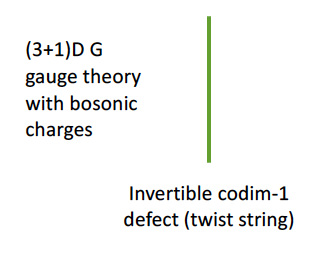 (3+1)D G
gauge theory
with bosonic
charges
Invertible codim-1
defect (twist string)